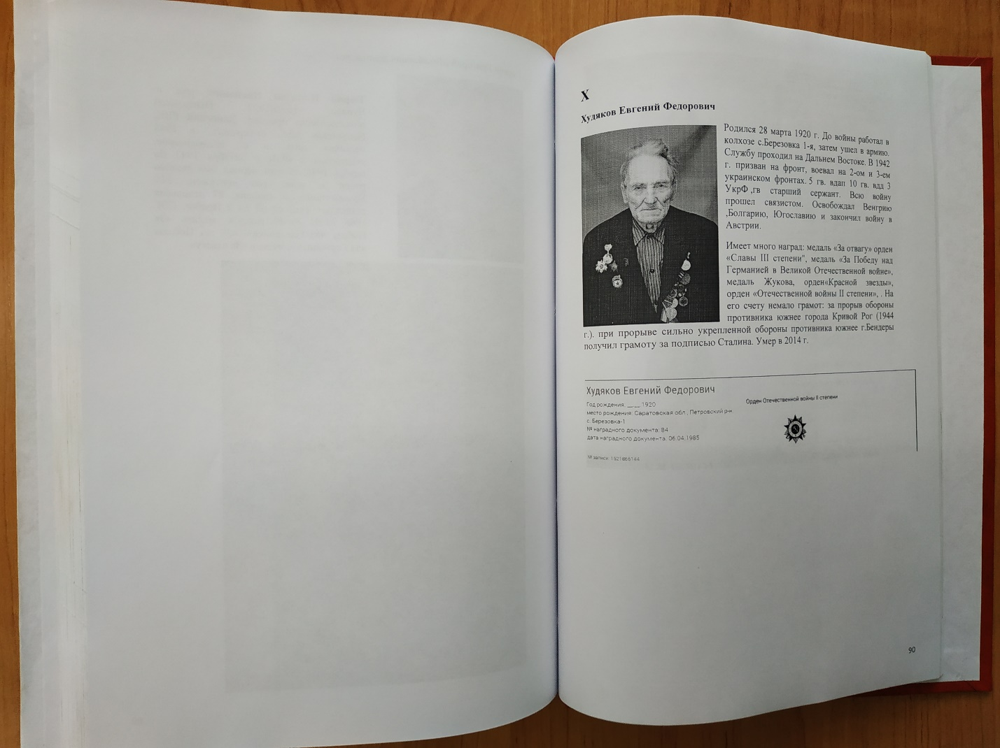 Х
Худяков Евгений Федорович
Родился 28 марта 1920 г. До войны работал в
колхозе с.Березовка 1-я, затем ушел в армию.
Службу проходил на Дальнем Востоке. В 1942
г. призван на фронт, воевал на 2-ом и 3-ем
украинском фронтах. 5 гв. вдап 10 гв. вдд 3
УкрФ ,гв старший сержант. Всю войну
прошел связистом. Освобождал Венгрию
,Болгарию, Югославию и закончил войну в
Австрии.
Имеет много наград: медаль «За отвагу» орден
«Славы III степени", медаль «За Победу над
Германией в Великой Отечественной войне»,
медаль Жукова, орден«Красной звезды»,
орден «Отечественной войны II степени», . На
его счету немало грамот: за прорыв обороны
противника южнее города Кривой Рог (1944
г.). при прорыве сильно укрепленной обороны противника южнее г.Бендеры
получил грамоту за подписью Сталина. Умер в 2014 г.
Худяков Евгений Федорович
Год рождения: __.__.1920
место рождения: Саратовская обл., Петровский р-н,
с. Березовка-1
№ наградного документа: 84
дата наградного документа: 06.04.1985
№ записи: 1521866144
Орден Отечественной войны II степени
90